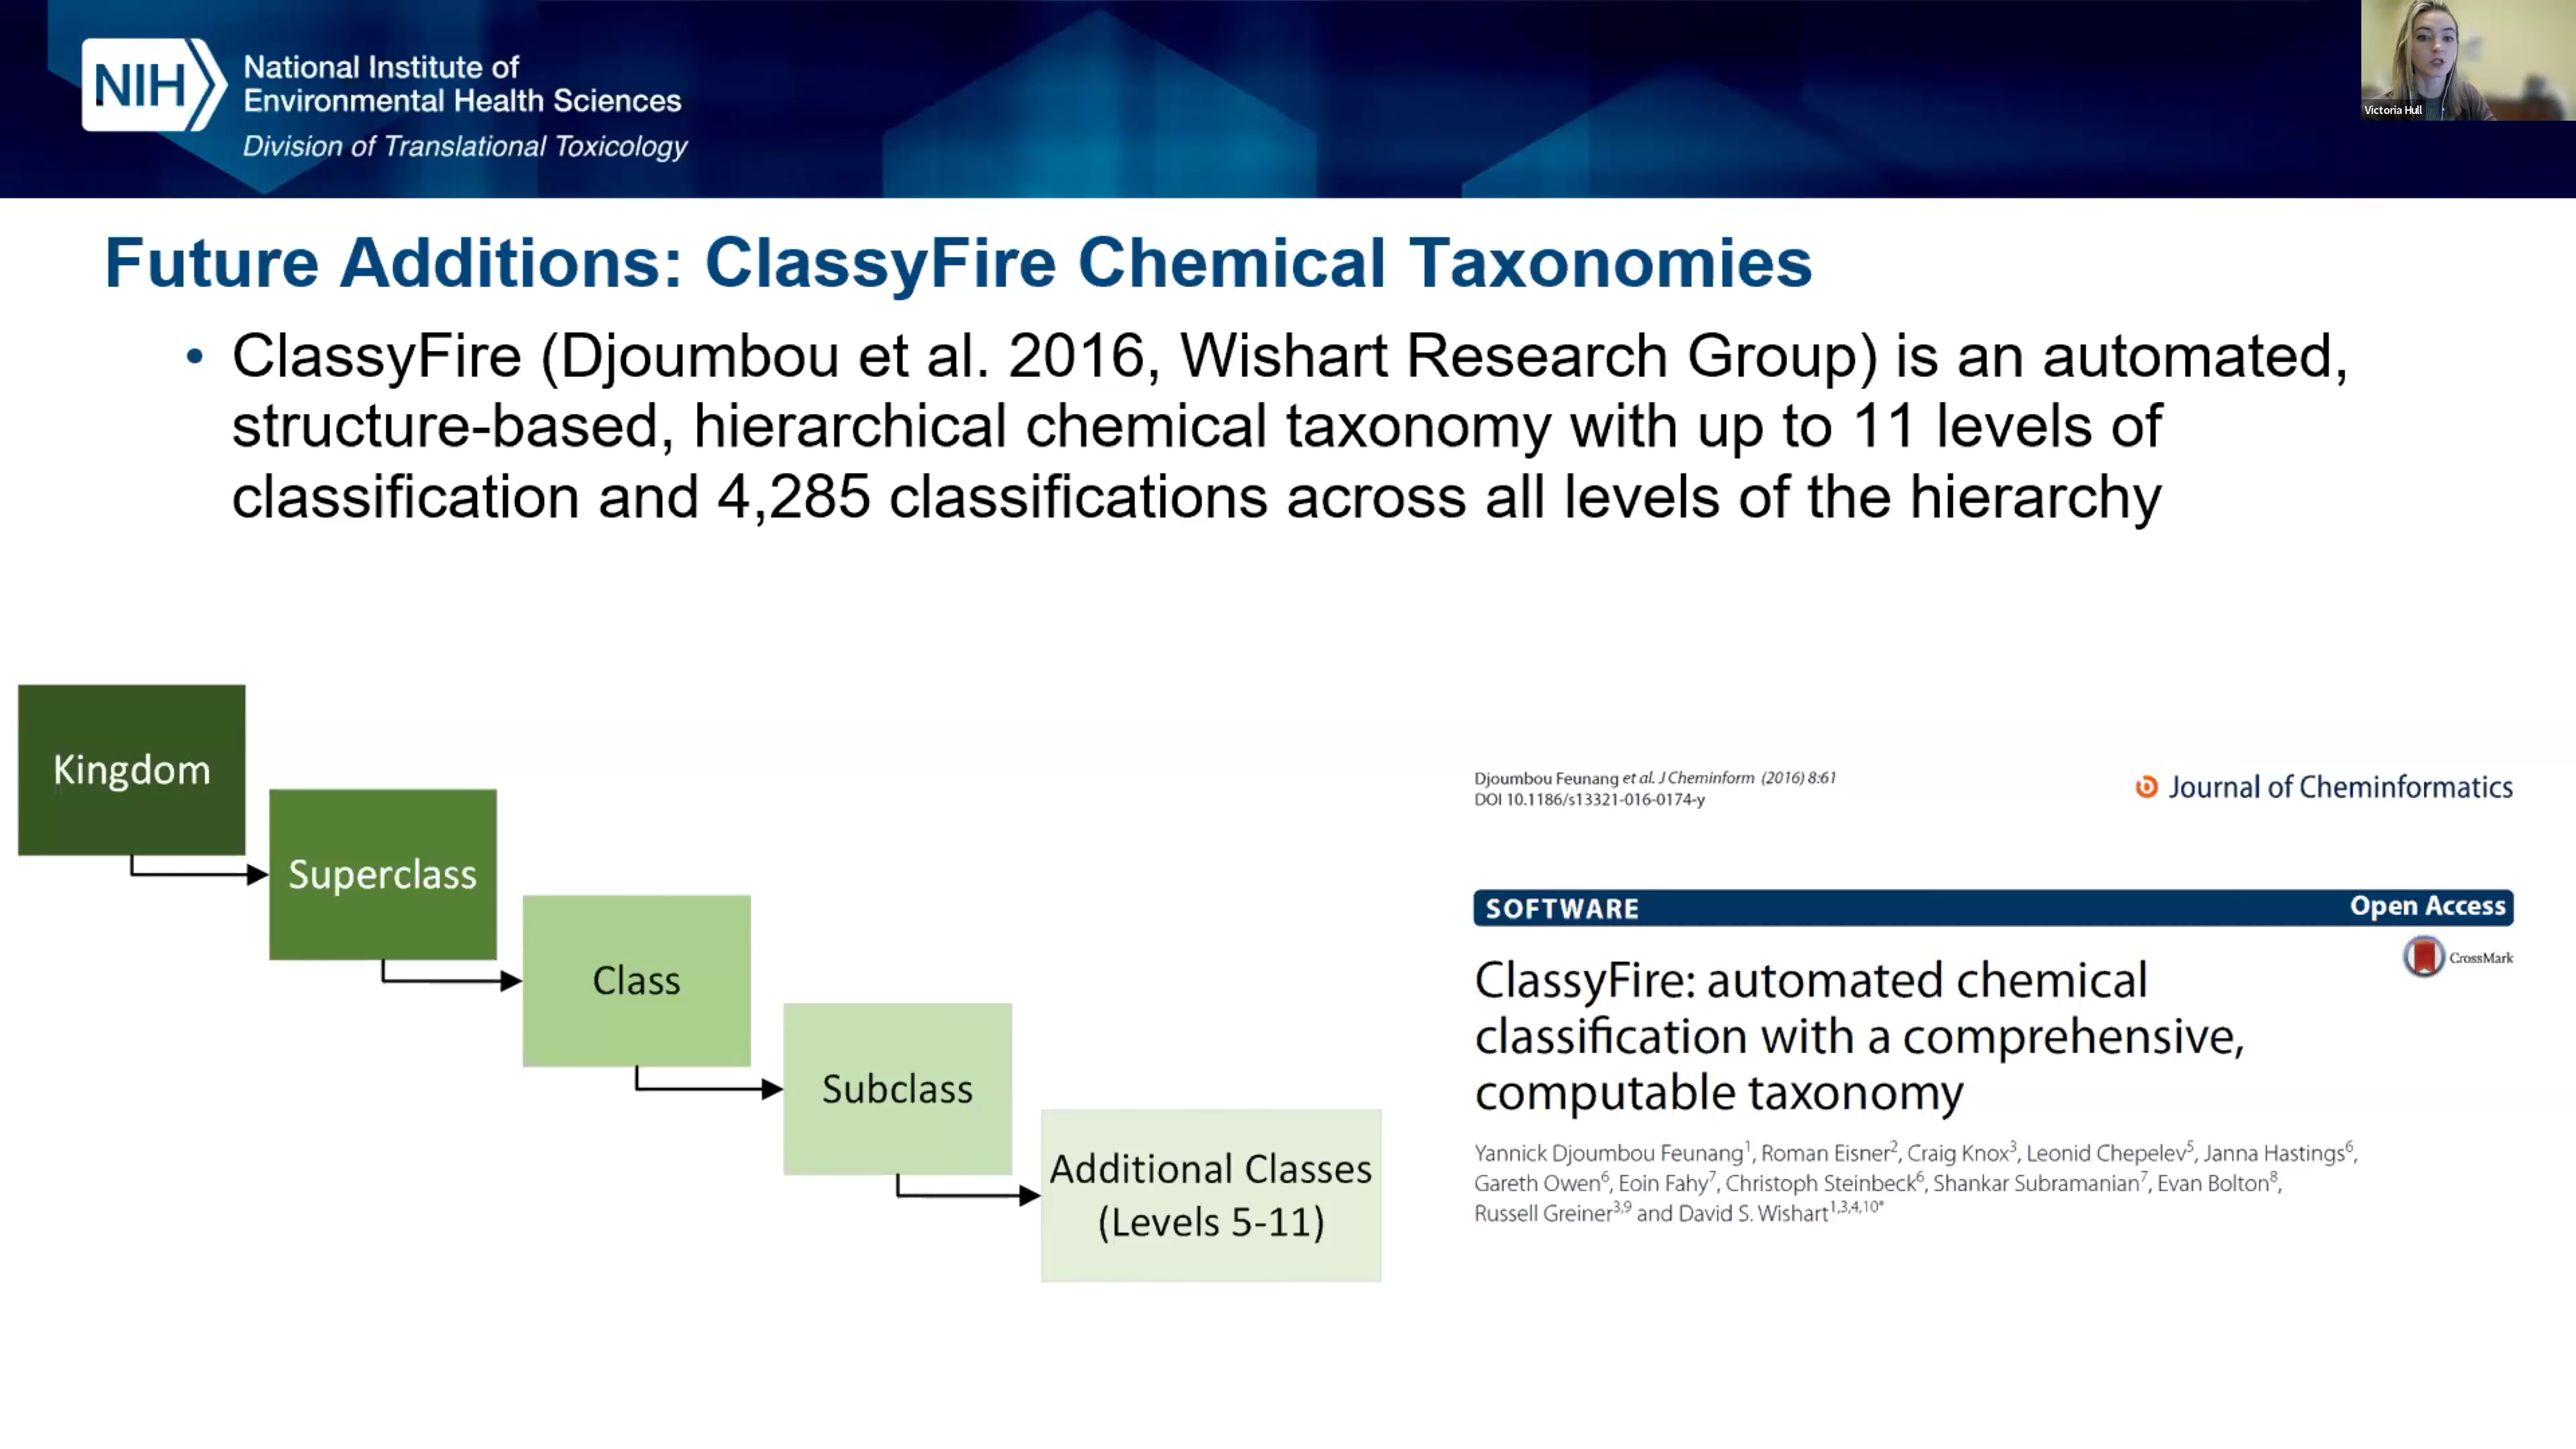 NIH
National Institute of
Environmental Health Sciences
Division of Translational Toxicology
Victoria Hull
Future Additions: ClassyFire Chemical Taxonomies
• ClassyFire (Djoumbou et al. 2016, Wishart Research Group) is an automated,
structure-based, hierarchical chemical taxonomy with up to 11 levels of
classification and 4,285 classifications across all levels of the hierarchy
Kingdom
Superclass
Class
Subclass
Additional Classes
(Levels 5-11)
Djoumbou Feunang et al. J Cheminform (2016) 8:61
DOI 10.1186/s13321-016-0174-y
Journal of Cheminformatics
SOFTWARE
Open Access
CrossMark
ClassyFire: automated chemical
classification with a comprehensive,
computable taxonomy
Yannick Djoumbou Feunang1, Roman Eisner2, Craig Knox3, Leonid Chepelev5, Janna Hastings6,
Gareth Owen6, Eoin Fahy7, Christoph Steinbeck6, Shankar Subramanian7, Evan Bolton8,
Russell Greiner3,9 and David S. Wishart1,3,4,10*